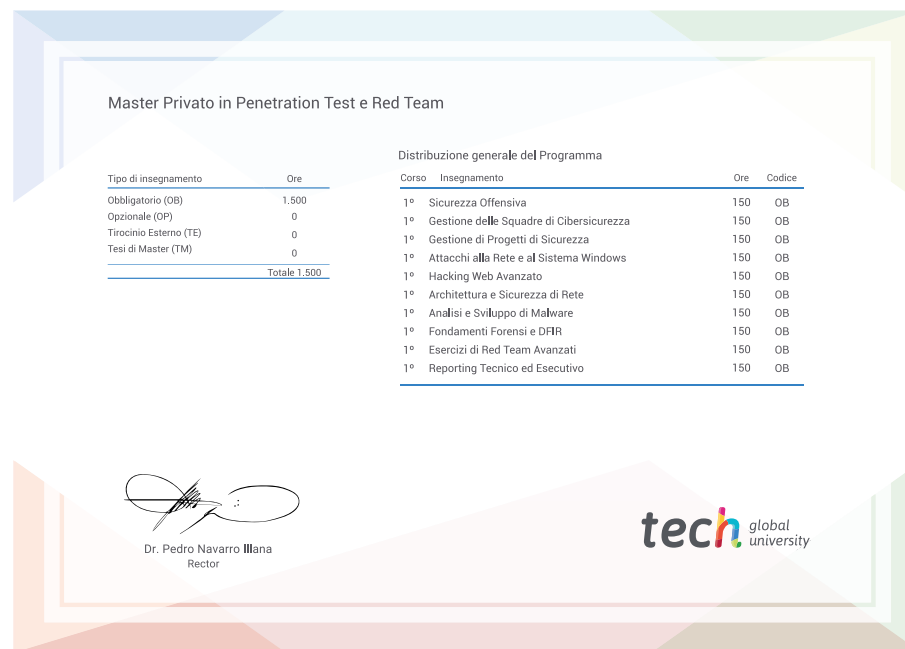 Master Privato in Penetration Test e Red Team
Tipo di insegnamento Ore
Obbligatorio (OB) 1.500
Opzionale (OP) 0
Tirocinio Esterno (TE) 0
Tesi di Master (TM) 0
Totale 1.500
Distribuzione generale del Programma
Corso Insegnamento Ore Codice
1º Sicurezza Offensiva 150 OB
1º Gestione delle Squadre di Cibersicurezza 150 OB
1º Gestione di Progetti di Sicurezza 150 OB
1º Attacchi alla Rete e al Sistema Windows 150 OB
1º Hacking Web Avanzato 150 OB
1º Architettura e Sicurezza di Rete 150 OB
1º Analisi e Sviluppo di Malware 150 OB
1º Fondamenti Forensi e DFIR 150 OB
1º Esercizi di Red Team Avanzati 150 OB
1º Reporting Tecnico ed Esecutivo 150 OB
Dr. Pedro Navarro Illana
Rector
tech global
university